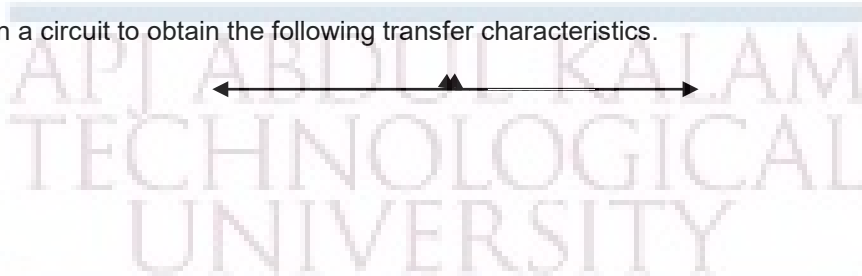 n a circuit to obtain the following transfer characteristics.
APJ ABDUL KALAM
TECHNOLOGICAL
UNIVERSITY